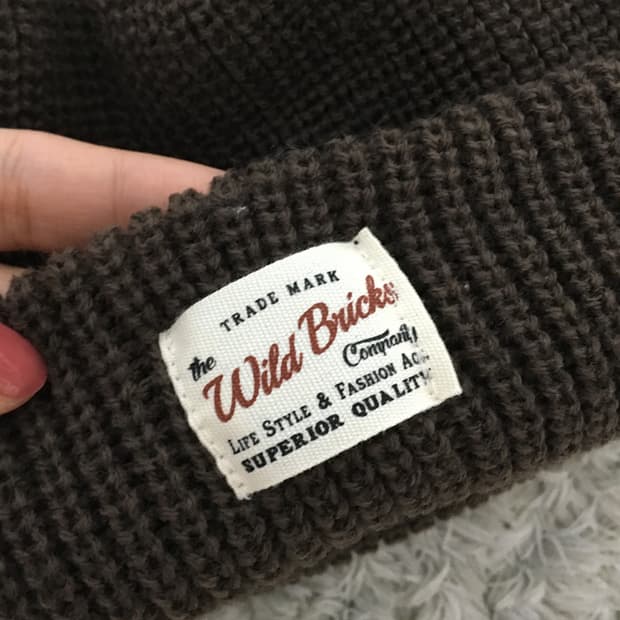 TRADE MARK
the
Wild Bricks
Company
LIFE STYLE & FASHION
SUPERIOR QUALITY